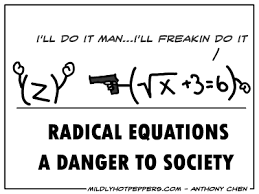 I'LL DO IT MAN...I'LL FREAKIN DO IT
(Z) (√X +3=6)
RADICAL EQUATIONS
A DANGER TO SOCIETY
MILDLYHOTPEPPERS.COM - ANTHONY CHEN